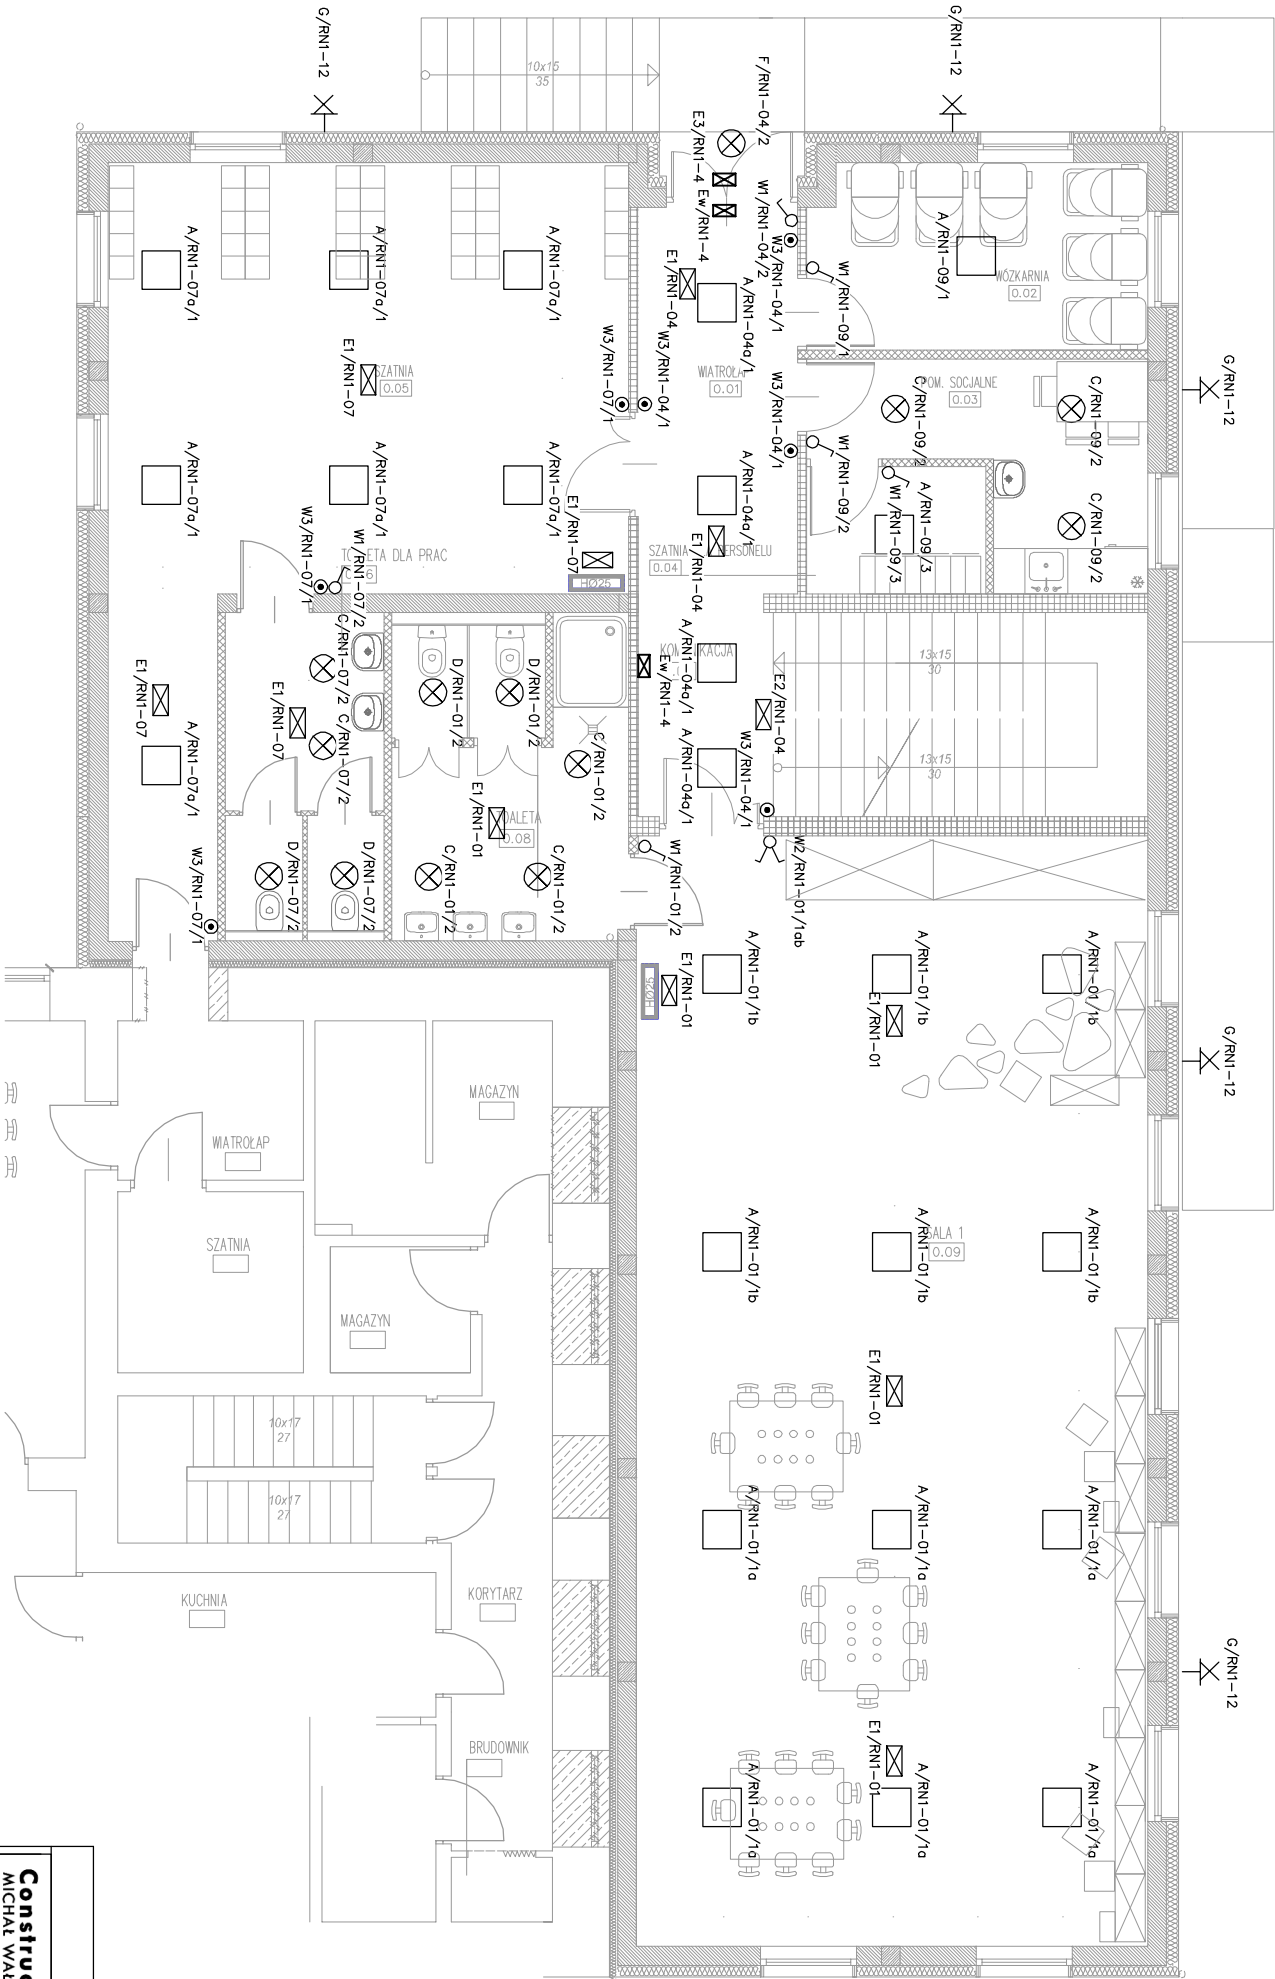 G/RN1-12
G/RN1-12
10x15
35
F/RN1-04/2
E3/RN1-4
Ew/RN1-4
W1/RN1-04/2
W3/RN1-04/1
W1/RN1-09/1
A/RN1-09/1
WÓZKARNIA
0.02
A/RN1-07a/1
A/RN1-07a/1
A/RN1-07a/1
E1/RN1-04
A/RN1-04a/1
W3/RN1-07/1
W3/RN1-04/1
WIATROŁAP
0.01
W3/RN1-04/1
POM. SOCJALNE
0.03
C/RN1-09/2
C/RN1-09/2
G/RN1-12
E1/RN1-07
SZATNIA
0.05
A/RN1-07a/1
A/RN1-07a/1
A/RN1-07a/1
A/RN1-04a/1
W1/RN1-09/2
A/RN1-09/3
W1/RN1-09/3
C/RN1-09/2
E1/RN1-07
E1/RN1-04
SZATNIA
PERSONELU
0.04
W3/RN1-07/1
W1/RN1-07/2
TOALETA DLA PRAC
HØ25
C/RN1-07/2
C/RN1-07/2
D/RN1-01/2
D/RN1-01/2
KOMUNIKACJA
A/RN1-04a/1
Ew/RN1-4
E2/RN1-04
13x15
30
13x15
30
E1/RN1-07
A/RN1-07a/1
E1/RN1-07
C/RN1-01/2
A/RN1-04a/1
W3/RN1-04/1
E1/RN1-01
TOALETA
0.08
W3/RN1-07/1
D/RN1-07/2
D/RN1-07/2
C/RN1-01/2
C/RN1-01/2
W1/RN1-01/2
W2/RN1-01/1ab
HØ25
E1/RN1-01
A/RN1-01/1b
A/RN1-01/1b
A/RN1-01/1b
E1/RN1-01
G/RN1-12
MAGAZYN
WIATROŁAP
SZATNIA
MAGAZYN
A/RN1-01/1b
A/RN1-01/1b
A/RN1-01/1b
SALA 1
0.09
E1/RN1-01
10x17
27
10x17
27
A/RN1-01/1a
A/RN1-01/1a
A/RN1-01/1a
KUCHNIA
KORYTARZ
G/RN1-12
BRUDOWNIK
E1/RN1-01
A/RN1-01/1a
A/RN1-01/1a
A/RN1-01/1a
MICHAŁ